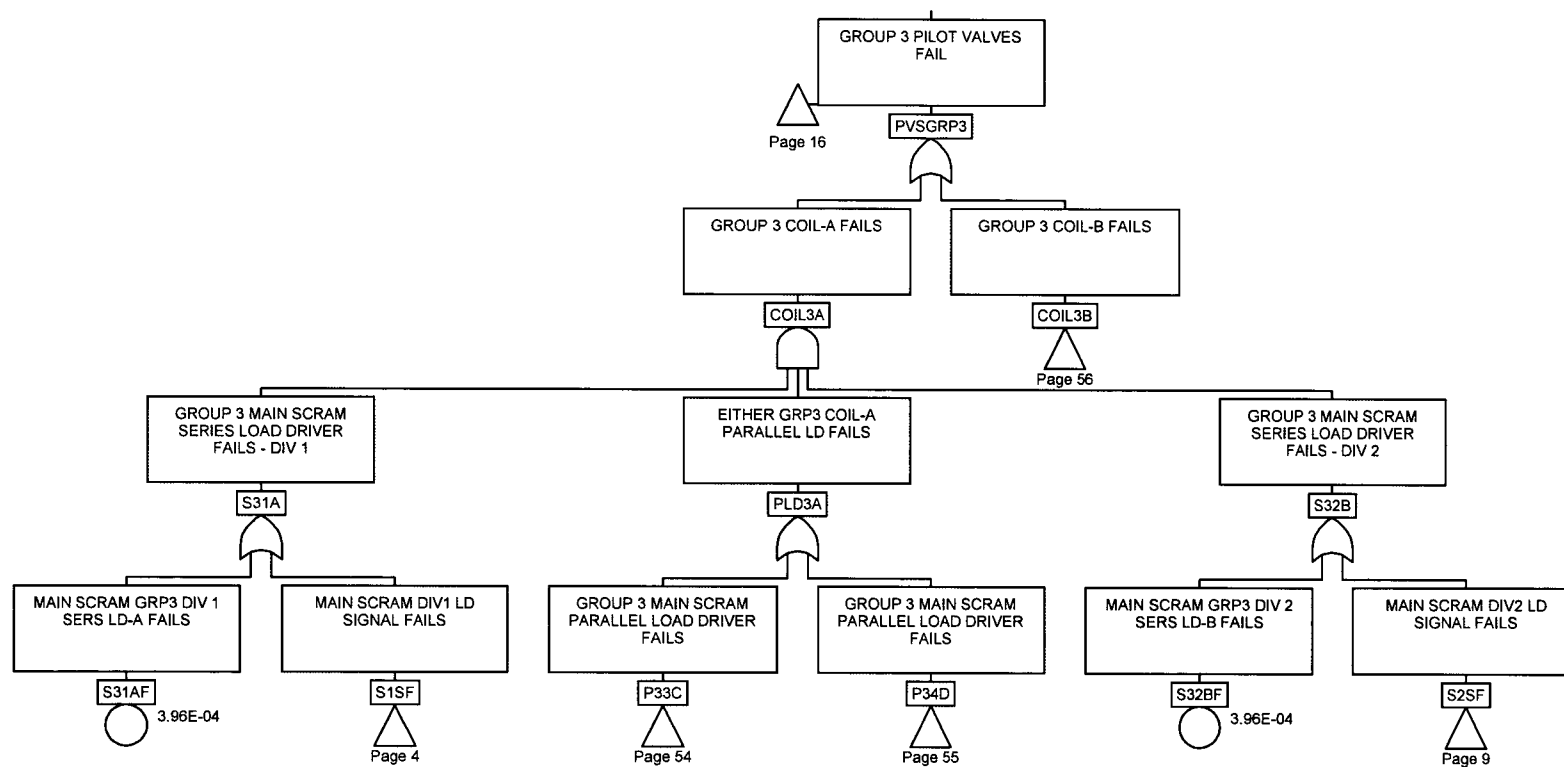 GROUP 3 PILOT VALVES
FAIL
Page 16
PVSGRP3
GROUP 3 COIL-A FAILS
GROUP 3 COIL-B FAILS
COIL3A
COIL3B
Page 56
GROUP 3 MAIN SCRAM
SERIES LOAD DRIVER
FAILS - DIV 1
EITHER GRP3 COIL-A
PARALLEL LD FAILS
GROUP 3 MAIN SCRAM
SERIES LOAD DRIVER
FAILS - DIV 2
S31A
PLD3A
S32B
MAIN SCRAM GRP3 DIV 1
SERS LD-A FAILS
MAIN SCRAM DIV1 LD
SIGNAL FAILS
GROUP 3 MAIN SCRAM
PARALLEL LOAD DRIVER
FAILS
GROUP 3 MAIN SCRAM
PARALLEL LOAD DRIVER
FAILS
MAIN SCRAM GRP3 DIV 2
SERS LD-B FAILS
MAIN SCRAM DIV2 LD
SIGNAL FAILS
S31AF
3.96E-04
S1SF
Page 4
P33C
Page 54
P34D
Page 55
S32BF
3.96E-04
S2SF
Page 9